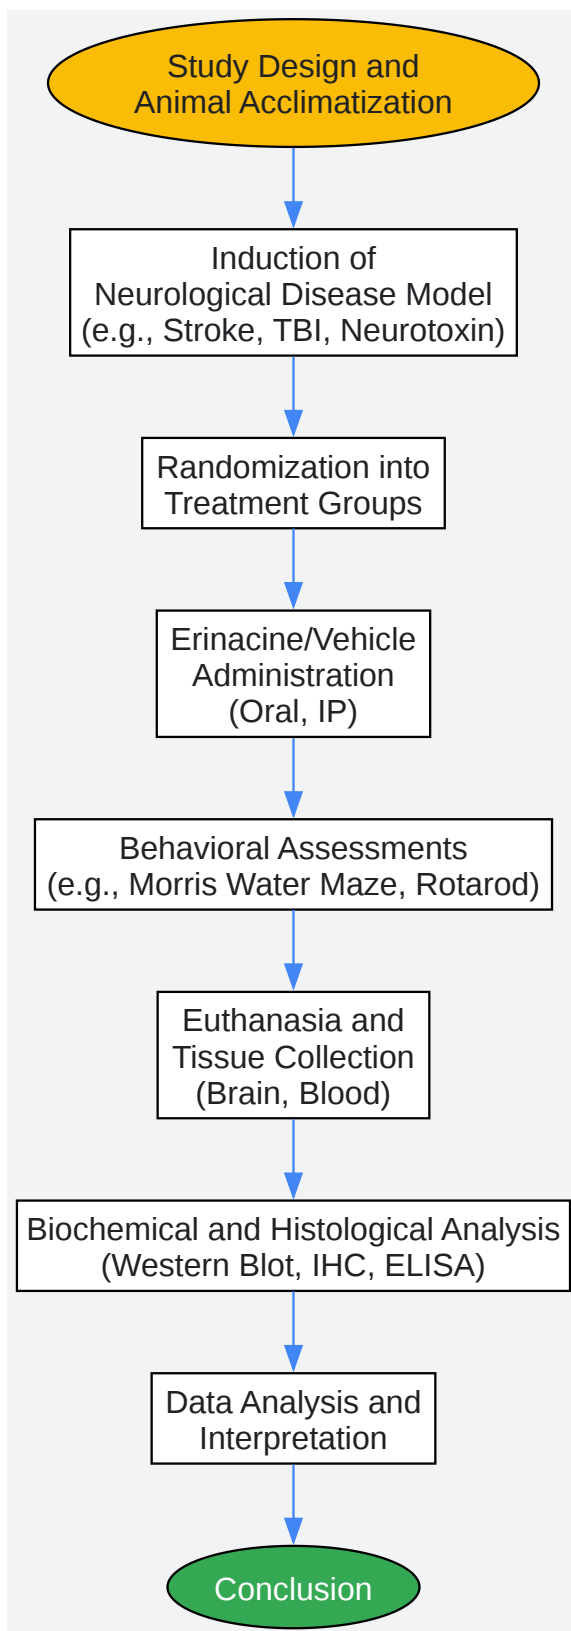 Study Design and
Animal Acclimatization
Induction of
Neurological Disease Model
(e.g., Stroke, TBI, Neurotoxin)
Randomization into
Treatment Groups
Erinacine/Vehicle
Administration
(Oral, IP)
Behavioral Assessments
(e.g., Morris Water Maze, Rotarod)
Euthanasia and
Tissue Collection
(Brain, Blood)
Biochemical and Histological Analysis
(Western Blot, IHC, ELISA)
Data Analysis and
Interpretation
Conclusion